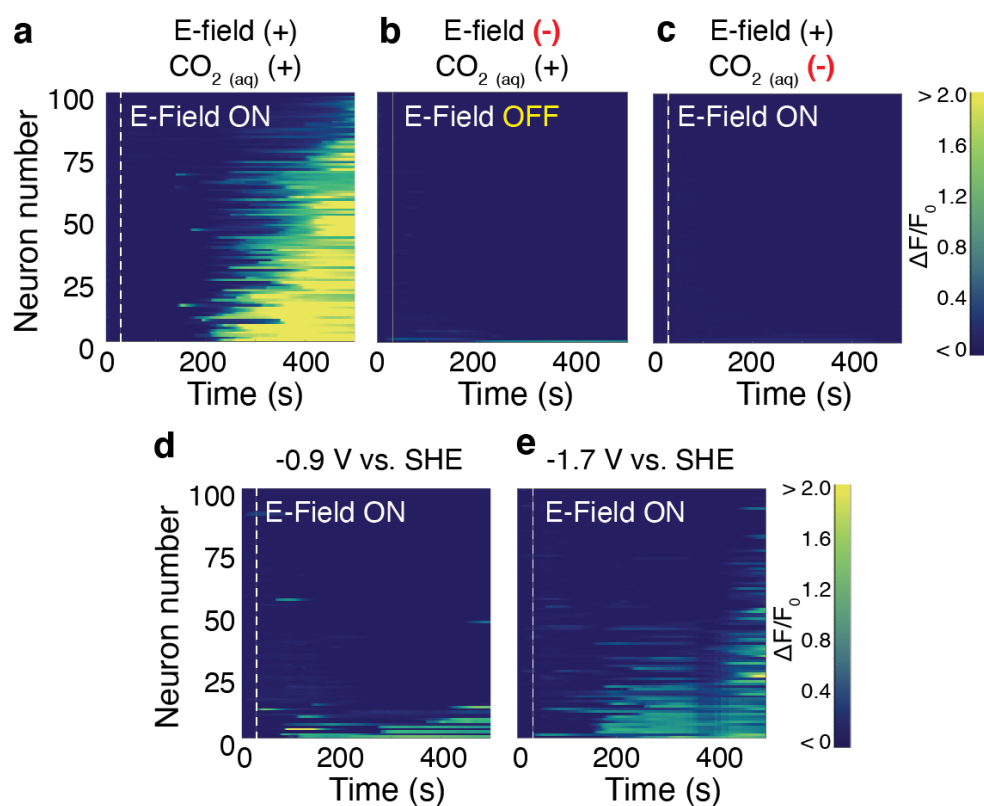 a
E-field (+)
CO2 (aq) (+)
b
E-field (-)
CO2 (aq) (+)
c
E-field (+)
CO2 (aq) (-)
Neuron number
100
75
50
25
0
E-Field ON
0 200 400
Time (s)
E-Field OFF
0 200 400
Time (s)
E-Field ON
0 200 400
Time (s)
> 2.0
1.6
1.2
0.8
0.4
< 0
ΔF/F0
d
-0.9 V vs. SHE
e
-1.7 V vs. SHE
Neuron number
100
75
50
25
0
E-Field ON
0 200 400
Time (s)
E-Field ON
0 200 400
Time (s)
> 2.0
1.6
1.2
0.8
0.4
< 0
ΔF/F0